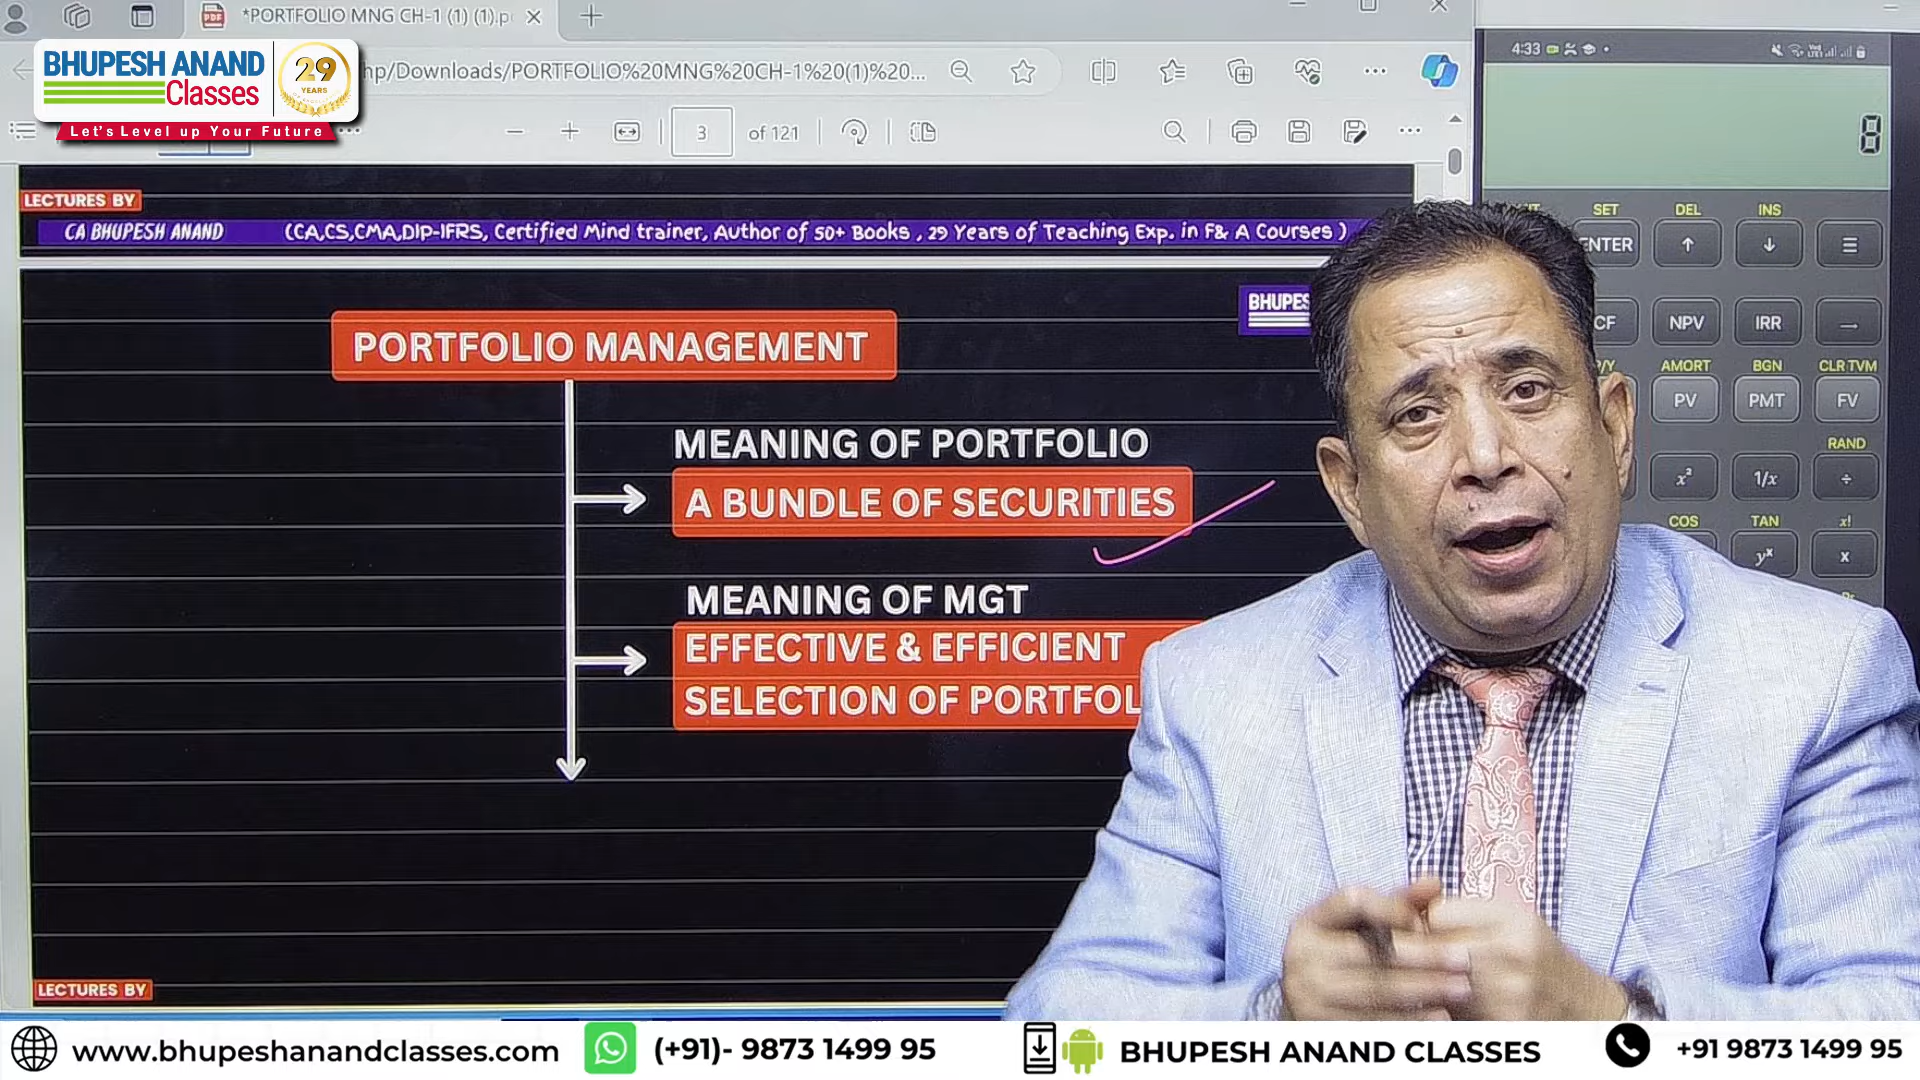 *PORTFOLIO MNG CH-1 (1) (1).p
BHUPESH ANAND
Classes
29
YEARS
Let's Level up Your Future
hp/Downloads/PORTFOLIO%20MNG%20CH-1%20(1)%20...
3 of 121
4:33
8
LECTURES BY
CA BHUPESH ANAND (CA,CS,CMA,DIP-IFRS, Certified Mind trainer, Author of 50+ Books , 29 Years of Teaching Exp. in F& A Courses )
BHUPES
PORTFOLIO MANAGEMENT
MEANING OF PORTFOLIO
A BUNDLE OF SECURITIES
MEANING OF MGT
EFFECTIVE & EFFICIENT
SELECTION OF PORTFOL
LECTURES BY
SET DEL INS
ENTER ↑ ↓
CF NPV IRR →
P/Y AMORT BGN CLR TVM
PV PMT FV
RAND
x² 1/x ÷
COS TAN x!
yˣ x
www.bhupeshanandclasses.com
(+91)- 9873 1499 95
BHUPESH ANAND CLASSES
+91 9873 1499 95